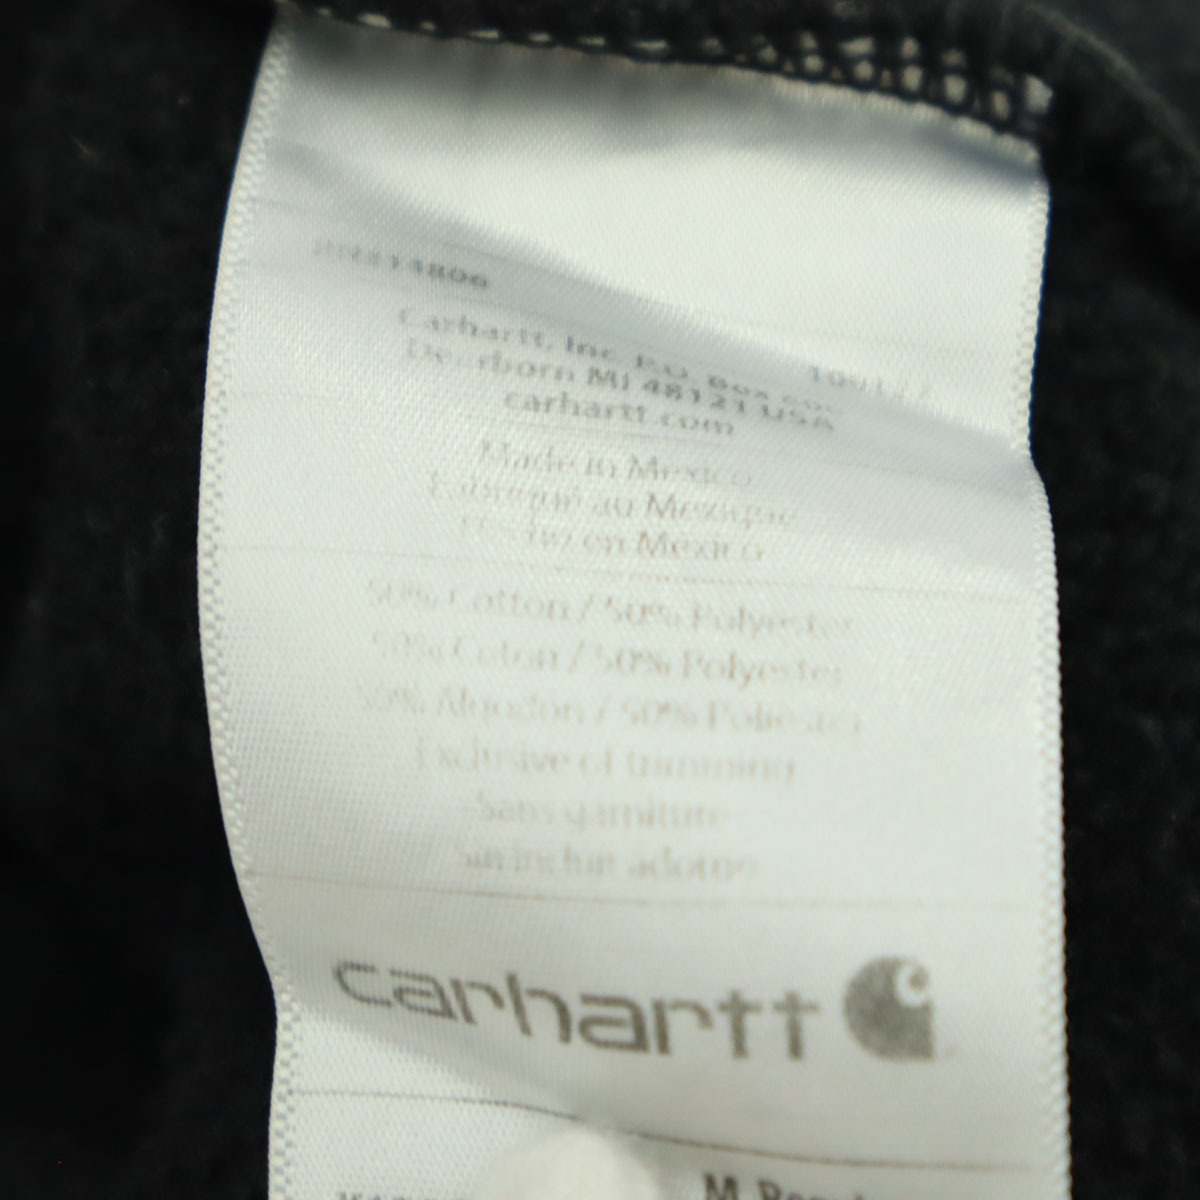 Carhartt, Inc. P.O. Box
Dearborn MI 48121 USA
carhartt.com
Made in Mexico
Fabriqué au Mexique
Hecho en Mexico
50% Cotton / 50% Polyester
50% Coton / 50% Polyester
50% Algodon / 50% Poliester
Exclusive of trimming
Sans garniture
Sin incluir adorno
carhartt
M